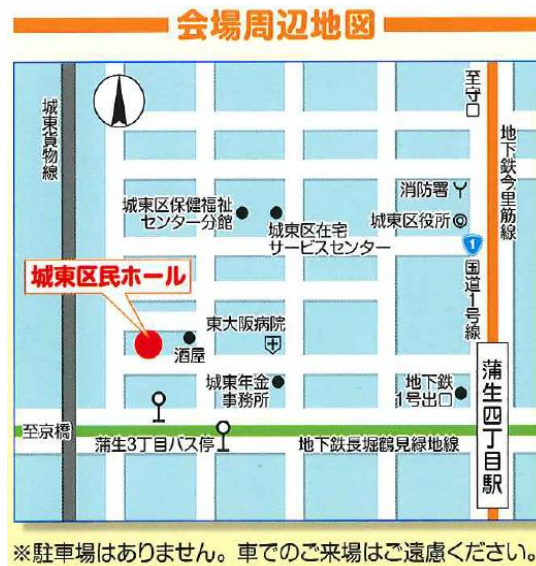 会場周辺地図
至守口
城東貨物線
地下鉄今里筋線
消防署
城東区保健福祉
センター分館
城東区在宅
サービスセンター
城東区役所
1
国道1号線
城東区民ホール
東大阪病院
酒屋
城東年金
事務所
地下鉄
1号出口
蒲生四丁目駅
至京橋
蒲生3丁目バス停
地下鉄長堀鶴見緑地線
※駐車場はありません。車でのご来場はご遠慮ください。